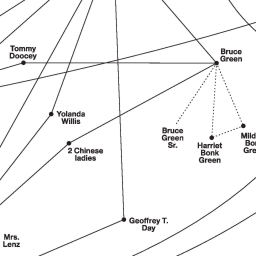 Tommy
Doocey
Bruce
Green
Yolanda
Willis
2 Chinese
ladies
Bruce
Green
Sr.
Harriet
Bonk
Green
Geoffrey T.
Day
Mrs.
Lenz